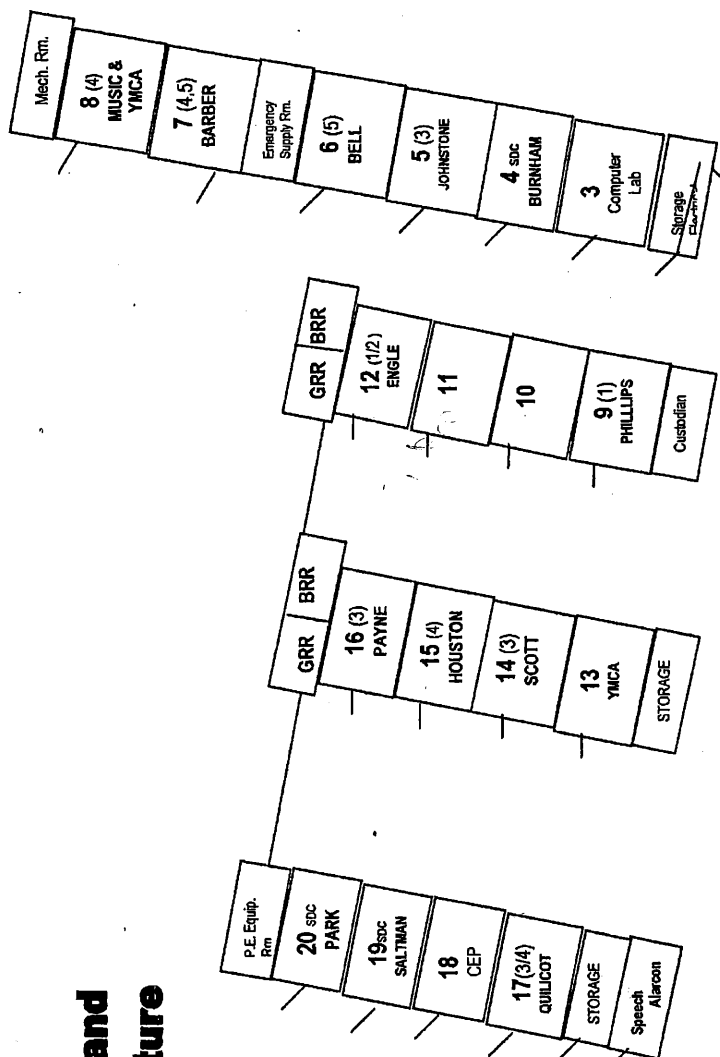 Mech. Rm.
8 (4)
MUSIC &
YMCA
7 (4,5)
BARBER
Emergency
Supply Rm.
6 (5)
BELL
5 (3)
JOHNSTONE
4 SDC
BURNHAM
3
Computer
Lab
Storage
GRR
BRR
12 (1/2)
ENGLE
11
10
9 (1)
PHILLLIPS
Custodian
GRR
BRR
16 (3)
PAYNE
15 (4)
HOUSTON
14 (3)
SCOTT
13
YMCA
STORAGE
P.E. Equip.
Rm
20 SDC
PARK
19 SDC
SALTMAN
18
CEP
17(3/4)
QUILICOT
STORAGE
Speech
Alarcon
and
ture